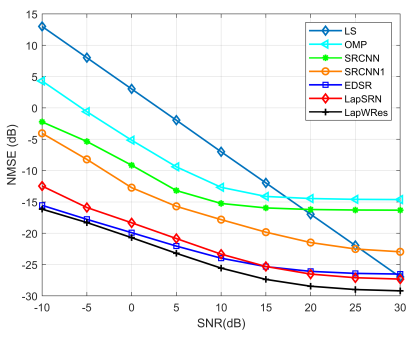 15
10
5
0
-5
-10
-15
-20
-25
-30
NMSE (dB)
-10 -5 0 5 10 15 20 25 30
SNR(dB)
LS
OMP
SRCNN
SRCNN1
EDSR
LapSRN
LapWRes